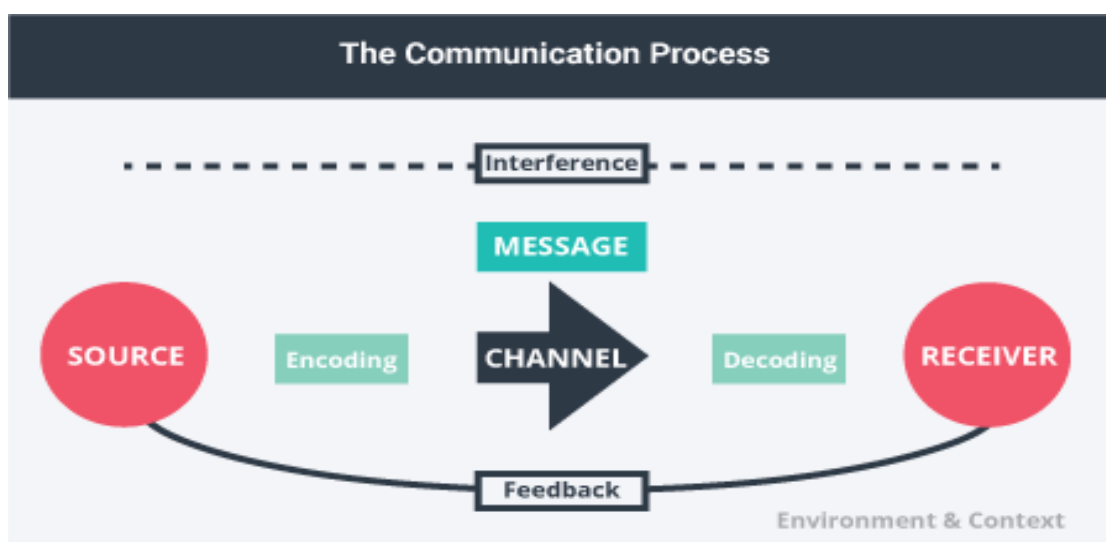 The Communication Process
Interference
MESSAGE
SOURCE
Encoding
CHANNEL
Decoding
RECEIVER
Feedback
Environment & Context